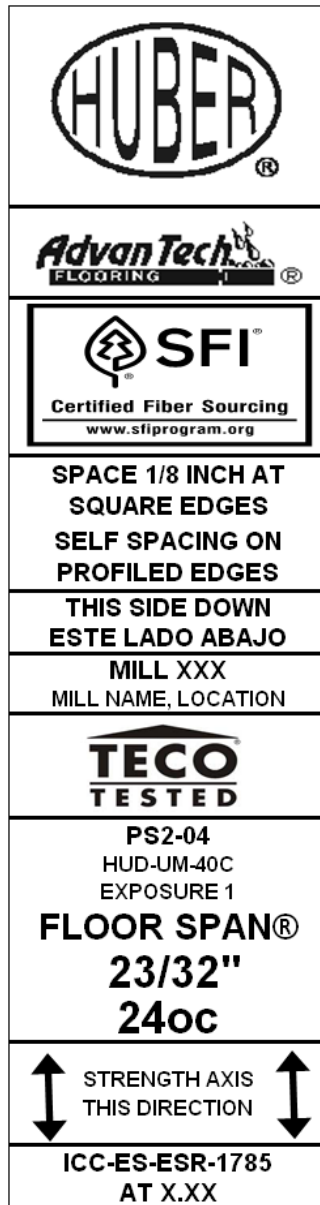 HUBER®
AdvanTech
FLOORING ®
SFI®
®
Certified Fiber Sourcing
www.sfiprogram.org
SPACE 1/8 INCH AT
SQUARE EDGES
SELF SPACING ON
PROFILED EDGES
THIS SIDE DOWN
ESTE LADO ABAJO
MILL XXX
MILL NAME, LOCATION
TECO®
TESTED
PS2-04
HUD-UM-40C
EXPOSURE 1
FLOOR SPAN®
23/32"
24oc
STRENGTH AXIS
THIS DIRECTION
ICC-ES-ESR-1785
AT X.XX